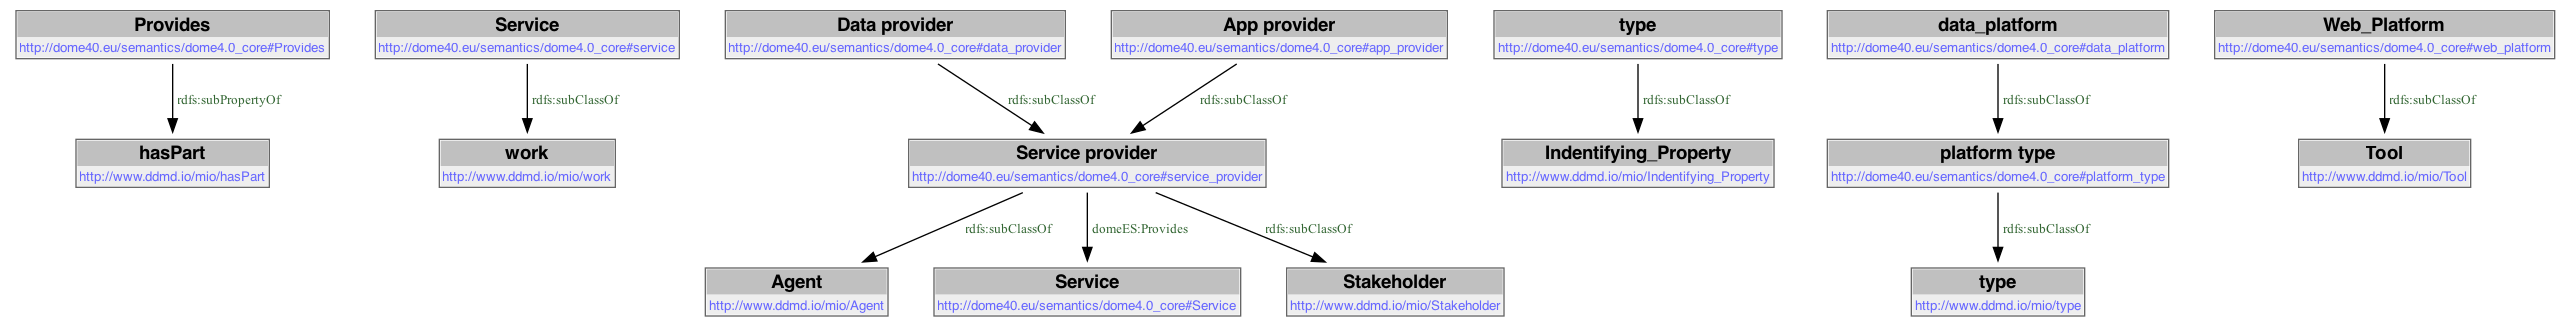 Provides
http://dome40.eu/semantics/dome4.0_core#Provides
Service
http://dome40.eu/semantics/dome4.0_core#service
Data provider
http://dome40.eu/semantics/dome4.0_core#data_provider
App provider
http://dome40.eu/semantics/dome4.0_core#app_provider
type
http://dome40.eu/semantics/dome4.0_core#type
data_platform
http://dome40.eu/semantics/dome4.0_core#data_platform
Web_Platform
http://dome40.eu/semantics/dome4.0_core#web_platform
rdfs:subPropertyOf
rdfs:subClassOf
rdfs:subClassOf
rdfs:subClassOf
rdfs:subClassOf
rdfs:subClassOf
rdfs:subClassOf
hasPart
http://www.ddmd.io/mio/hasPart
work
http://www.ddmd.io/mio/work
Service provider
http://dome40.eu/semantics/dome4.0_core#service_provider
Indentifying_Property
http://www.ddmd.io/mio/Indentifying_Property
platform type
http://dome40.eu/semantics/dome4.0_core#platform_type
Tool
http://www.ddmd.io/mio/Tool
rdfs:subClassOf
domeES:Provides
rdfs:subClassOf
rdfs:subClassOf
Agent
http://www.ddmd.io/mio/Agent
Service
http://dome40.eu/semantics/dome4.0_core#Service
Stakeholder
http://www.ddmd.io/mio/Stakeholder
type
http://www.ddmd.io/mio/type